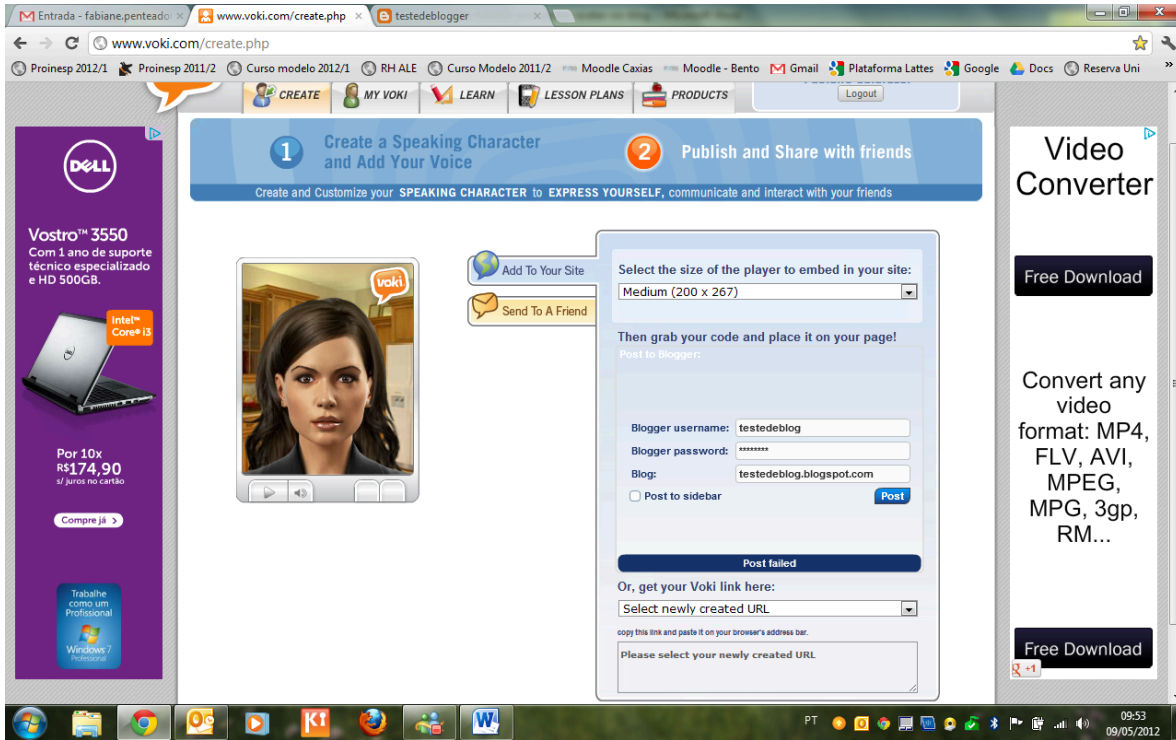 Entrada - fabiane.penteado
www.voki.com/create.php
testedeblogger
www.voki.com/create.php
Proinesp 2012/1
Proinesp 2011/2
Curso modelo 2012/1
RH ALE
Curso Modelo 2011/2
Moodle Caxias
Moodle - Bento
Gmail
Plataforma Lattes
Google
Docs
Reserva Uni
»
CREATE
MY VOKI
LEARN
LESSON PLANS
PRODUCTS
Logout
1
Create a Speaking Character
and Add Your Voice
2
Publish and Share with friends
Create and Customize your SPEAKING CHARACTER to EXPRESS YOURSELF, communicate and interact with your friends
DELL
Vostro™ 3550
Com 1 ano de suporte
técnico especializado
e HD 500GB.
Intel™
Core® i3
Por 10x
R$174,90
s/ juros no cartão
Compre já
Trabalhe
como um
Profissional
Windows 7
Professional
voki
Add To Your Site
Send To A Friend
Select the size of the player to embed in your site:
Medium (200 x 267)
Then grab your code and place it on your page!
Post to Blogger:
Blogger username:
testedeblog
Blogger password:
********
Blog:
testedeblog.blogspot.com
Post to sidebar
Post
Post failed
Or, get your Voki link here:
Select newly created URL
copy this link and paste it on your browser's address bar.
Please select your newly created URL
Video
Converter
Free Download
Convert any
video
format: MP4,
FLV, AVI,
MPEG,
MPG, 3gp,
RM...
Free Download
+1
PT
09:53
09/05/2012